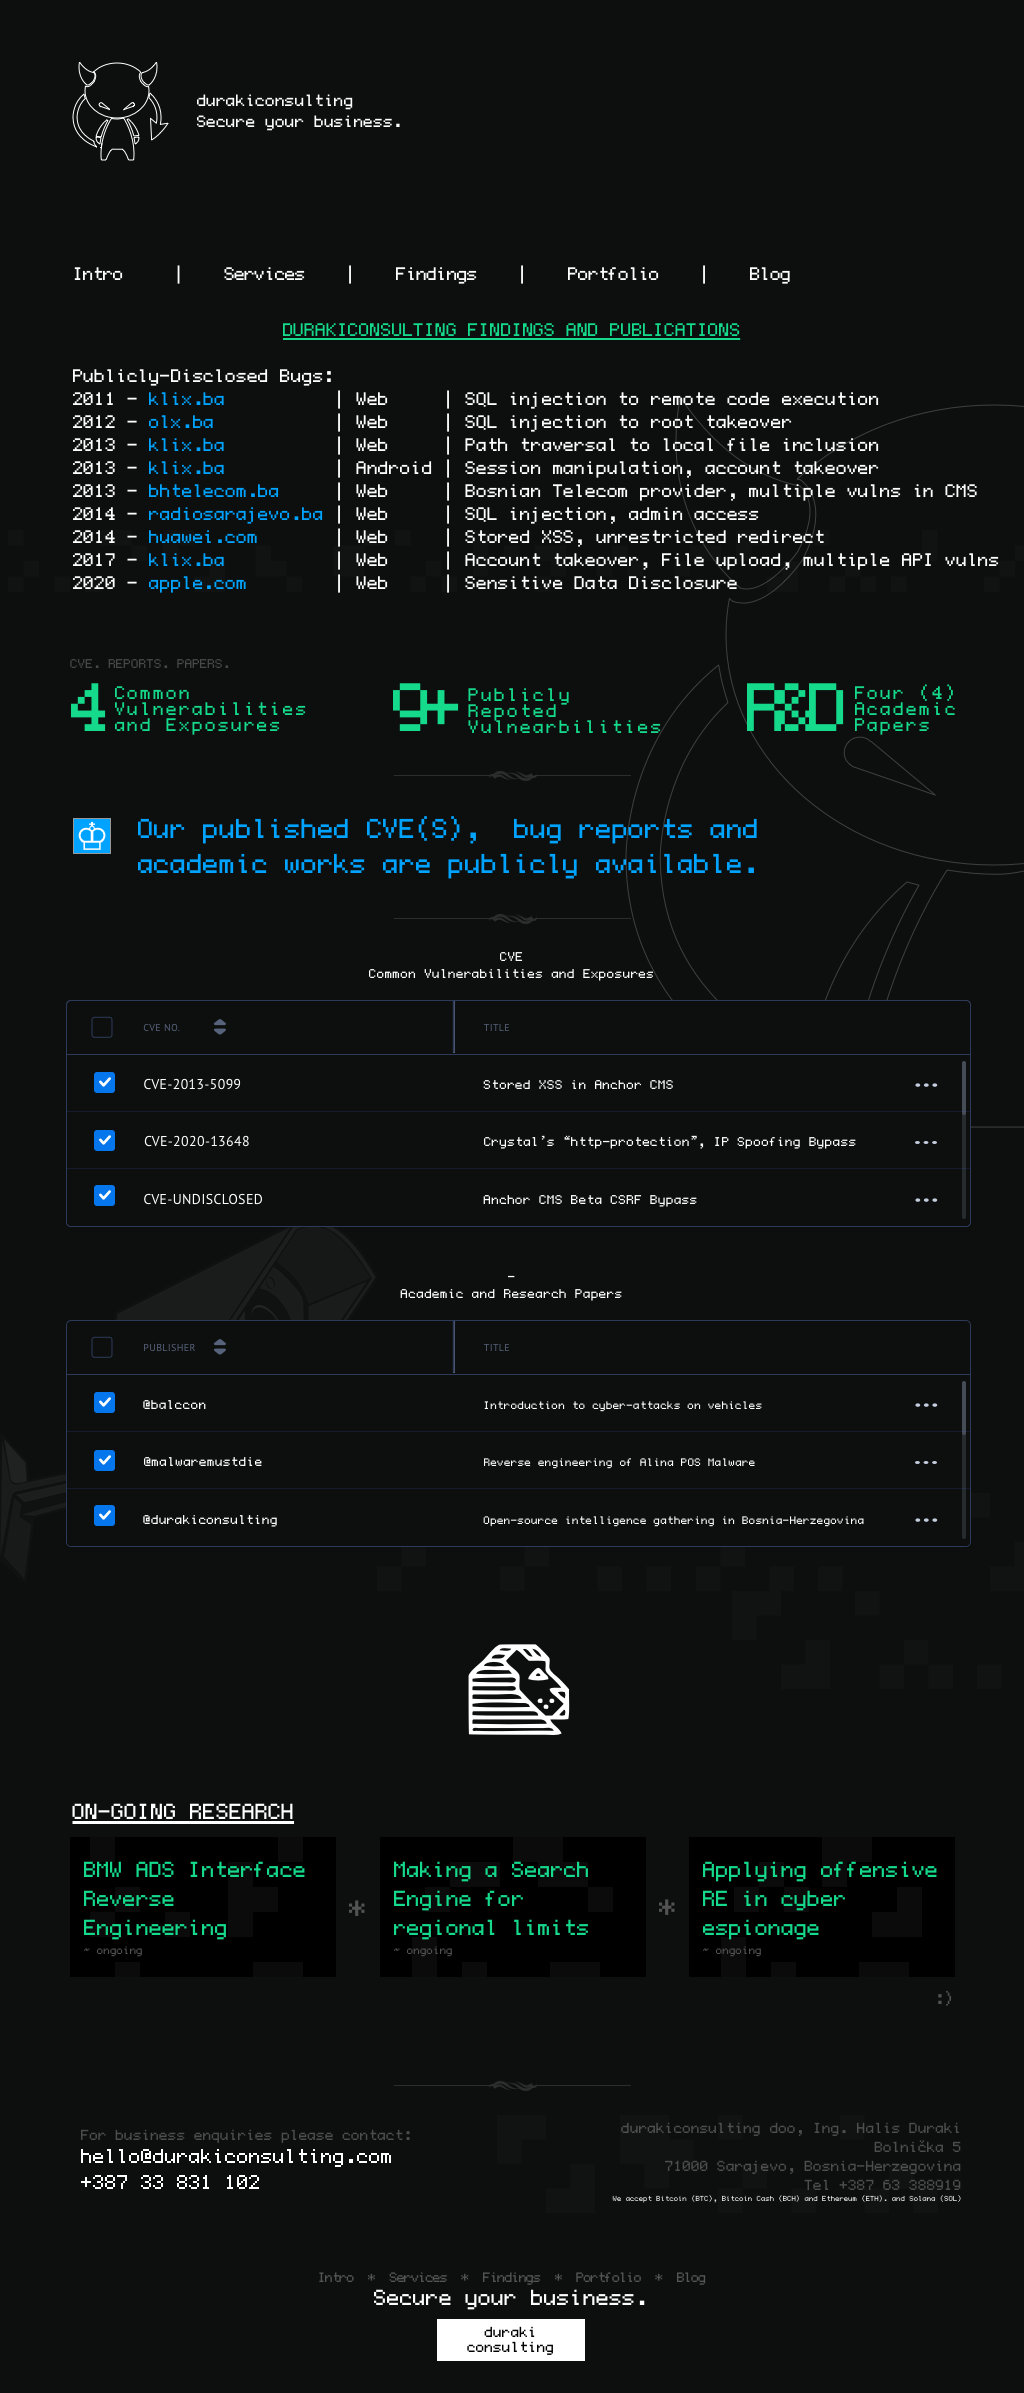 durakiconsulting
Secure your business.
Intro | Services | Findings | Portfolio | Blog
DURAKICONSULTING FINDINGS AND PUBLICATIONS
Publicly-Disclosed Bugs:
2011 - klix.ba | Web | SQL injection to remote code execution
2012 - olx.ba | Web | SQL injection to root takeover
2013 - klix.ba | Web | Path traversal to local file inclusion
2013 - klix.ba | Android | Session manipulation, account takeover
2013 - bhtelecom.ba | Web | Bosnian Telecom provider, multiple vulns in CMS
2014 - radiosarajevo.ba | Web | SQL injection, admin access
2014 - huawei.com | Web | Stored XSS, unrestricted redirect
2017 - klix.ba | Web | Account takeover, File upload, multiple API vulns
2020 - apple.com | Web | Sensitive Data Disclosure
CVE. REPORTS. PAPERS.
4 Common
Vulnerabilities
and Exposures
9+ Publicly
Repoted
Vulnearbilities
R&D Four (4)
Academic
Papers
Our published CVE(S), bug reports and
academic works are publicly available.
CVE
Common Vulnerabilities and Exposures
CVE NO. TITLE
CVE-2013-5099 Stored XSS in Anchor CMS •••
CVE-2020-13648 Crystal’s “http-protection”, IP Spoofing Bypass •••
CVE-UNDISCLOSED Anchor CMS Beta CSRF Bypass •••
-
Academic and Research Papers
PUBLISHER TITLE
@balccon Introduction to cyber-attacks on vehicles •••
@malwaremustdie Reverse engineering of Alina POS Malware •••
@durakiconsulting Open-source intelligence gathering in Bosnia-Herzegovina •••
ON-GOING RESEARCH
BMW ADS Interface
Reverse
Engineering
~ ongoing
*
Making a Search
Engine for
regional limits
~ ongoing
*
Applying offensive
RE in cyber
espionage
~ ongoing
:)
For business enquiries please contact:
hello@durakiconsulting.com
+387 33 831 102
durakiconsulting doo, Ing. Halis Duraki
Bolnička 5
71000 Sarajevo, Bosnia-Herzegovina
Tel +387 63 388919
We accept Bitcoin (BTC), Bitcoin Cash (BCH) and Ethereum (ETH). and Solana (SOL)
Intro * Services * Findings * Portfolio * Blog
Secure your business.
duraki
consulting